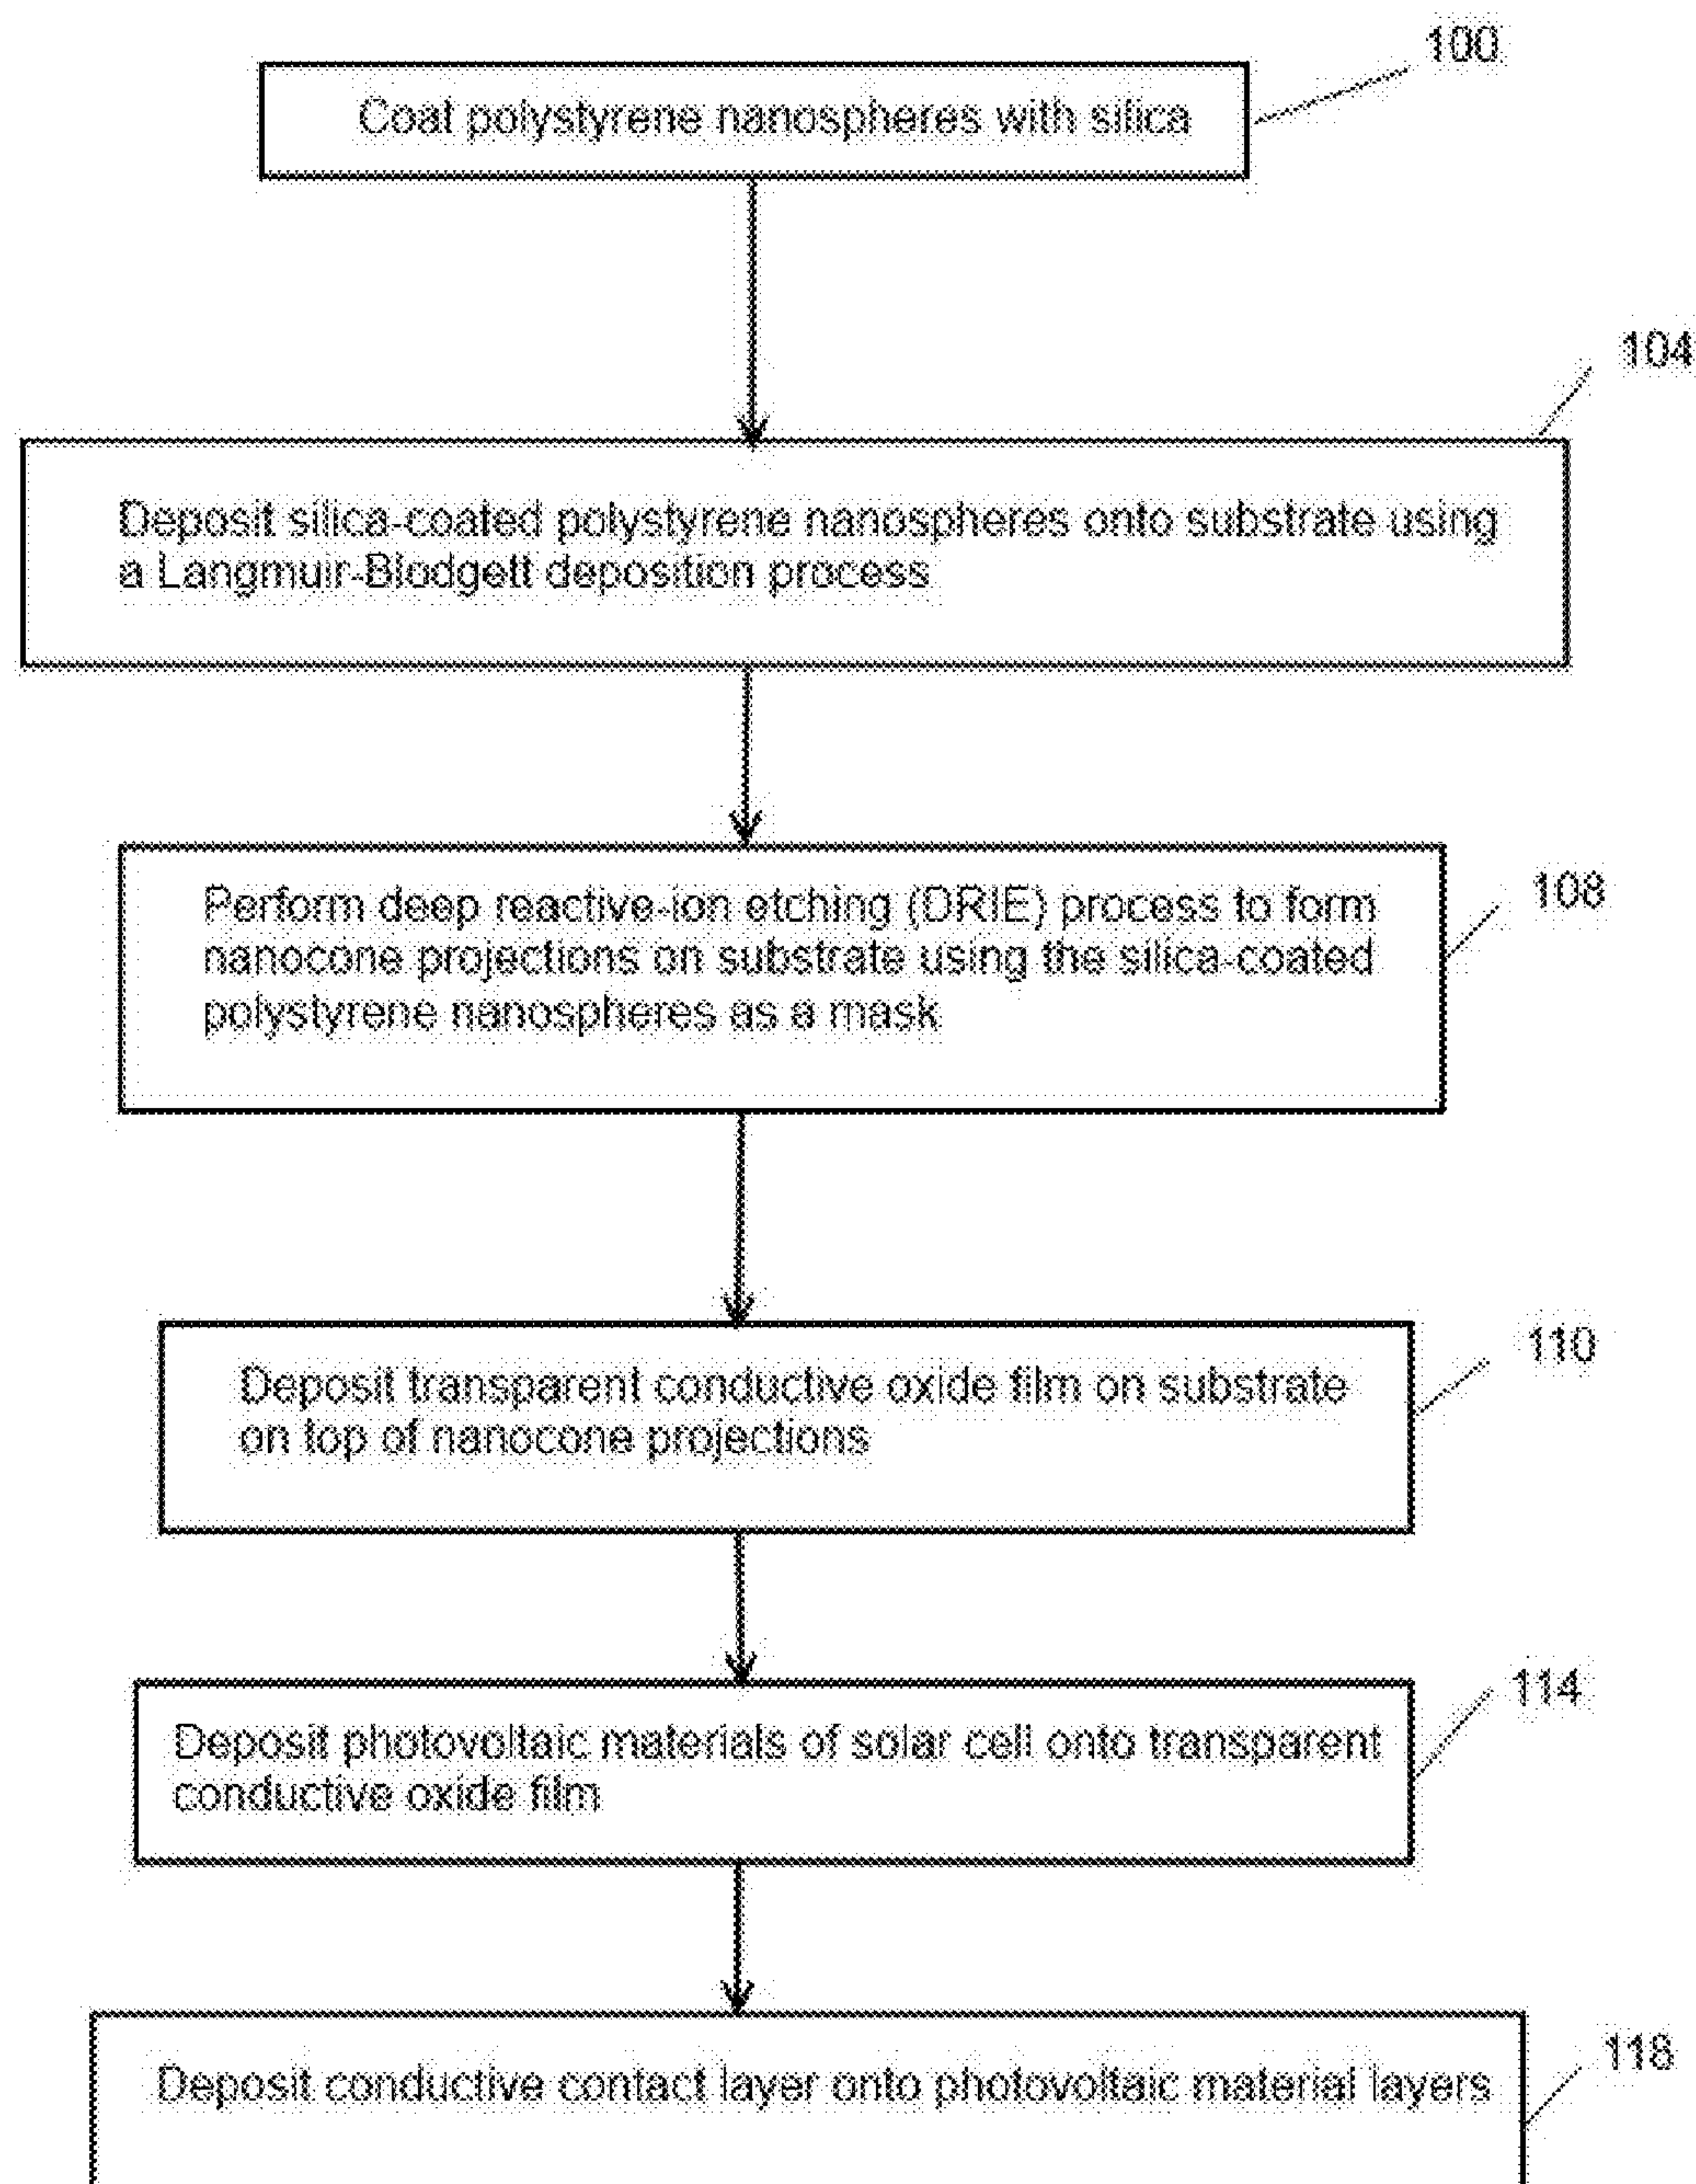 100
Coat polystyrene nanospheres with silica
104
Deposit silica-coated polystyrene nanospheres onto substrate using
a Langmuir-Blodgett deposition process
108
Perform deep reactive-ion etching (DRIE) process to form
nanocone projections on substrate using the silica-coated
polystyrene nanospheres as a mask
110
Deposit transparent conductive oxide film on substrate
on top of nanocone projections
114
Deposit photovoltaic materials of solar cell onto transparent
conductive oxide film
118
Deposit conductive contact layer onto photovoltaic material layers